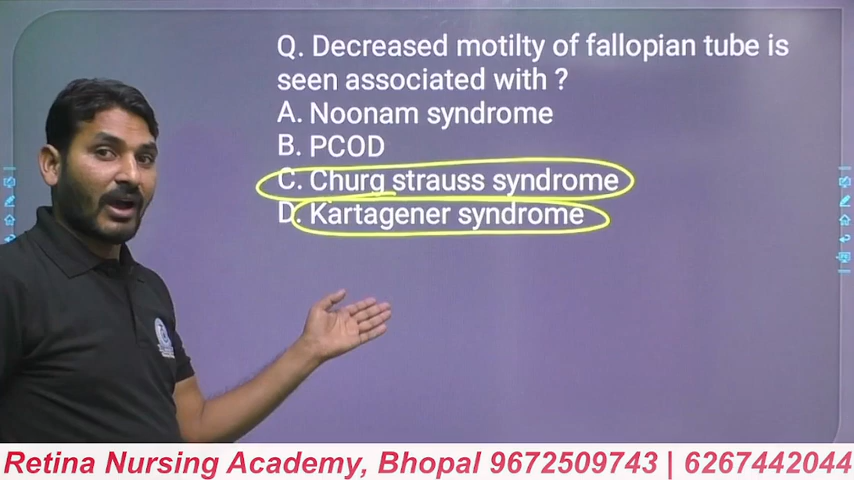 Q. Decreased motilty of fallopian tube is
seen associated with ?
A. Noonam syndrome
B. PCOD
C. Churg strauss syndrome
D. Kartagener syndrome
Retina Nursing Academy, Bhopal 9672509743 | 6267442044